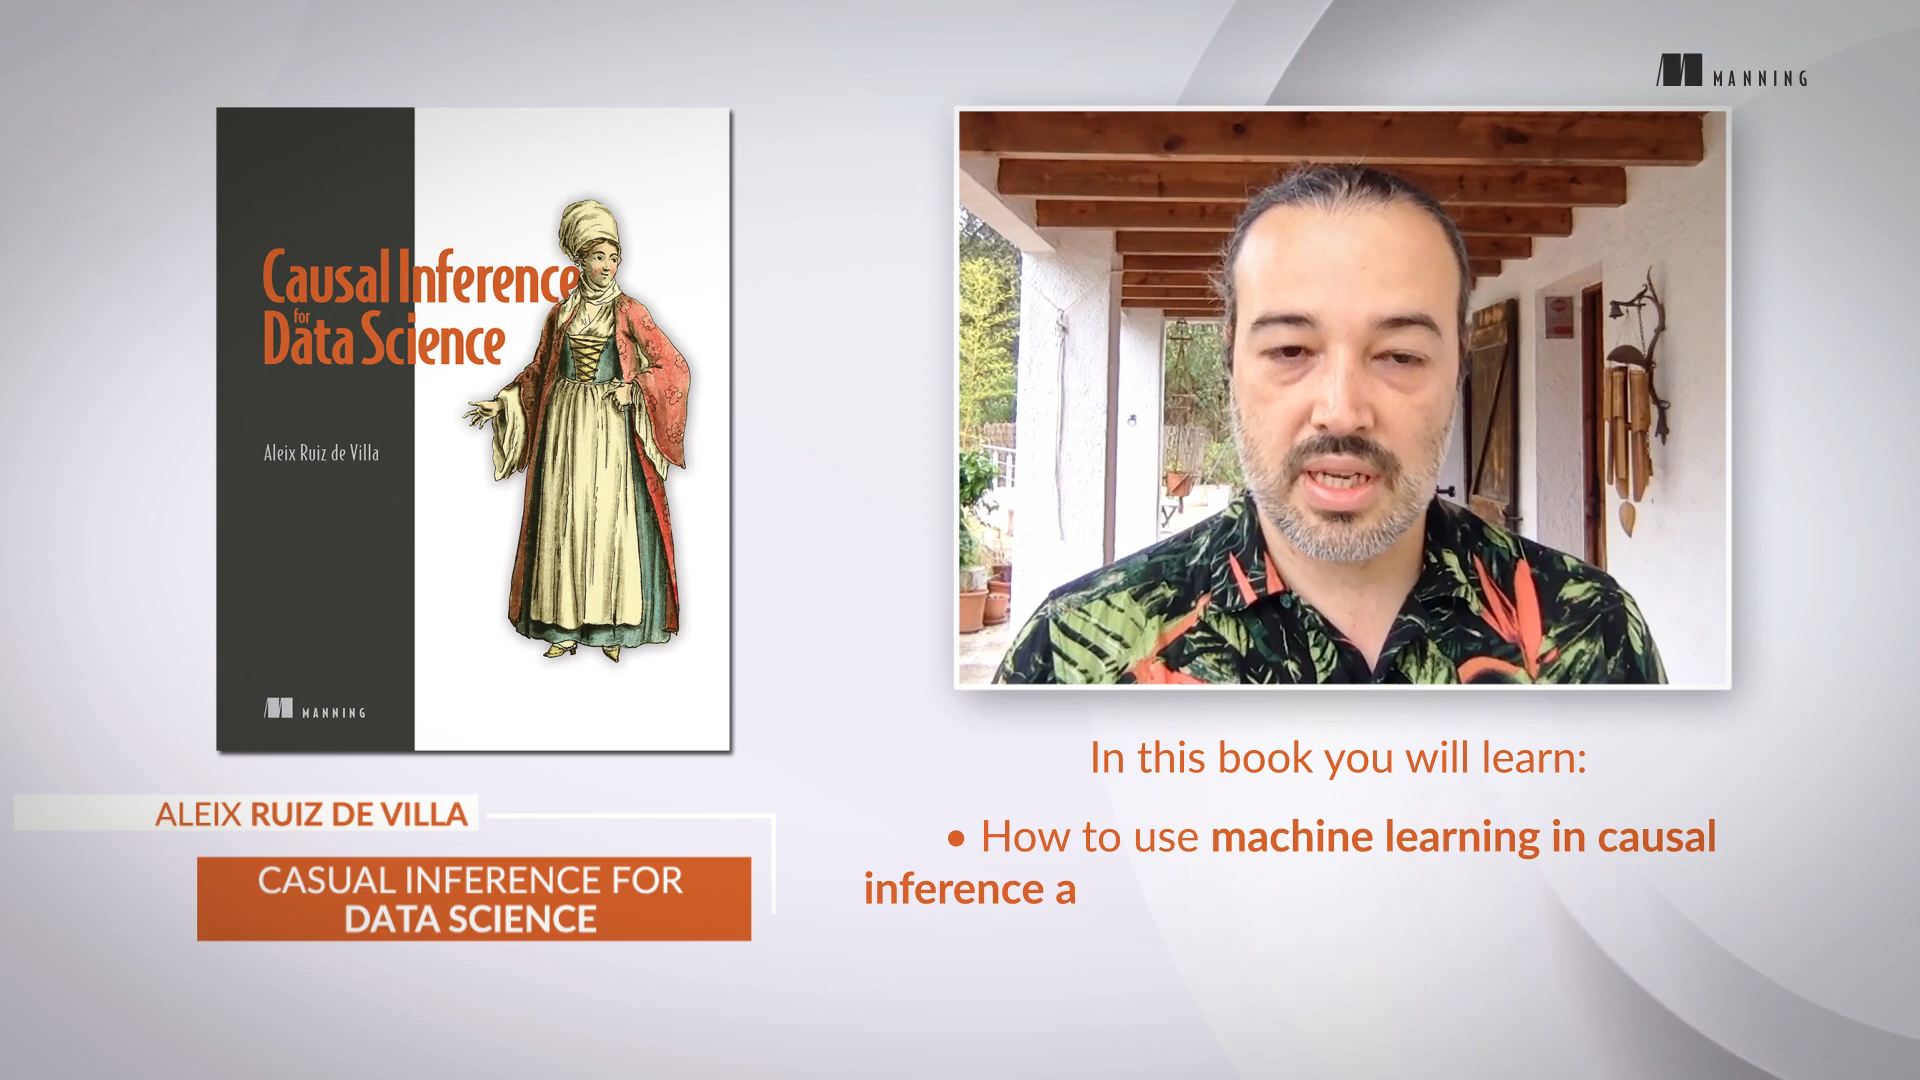 MANNING
Causal Inference
for
Data Science
Aleix Ruiz de Villa
MANNING
ALEIX RUIZ DE VILLA
CASUAL INFERENCE FOR
DATA SCIENCE
In this book you will learn:
• How to use machine learning in causal
inference a